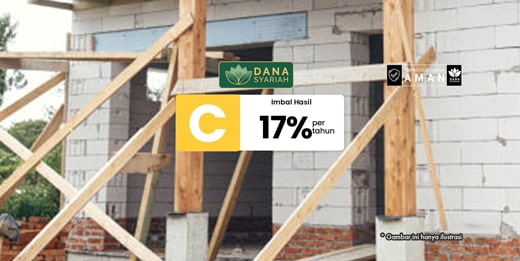 DANA
SYARIAH
AMAN
Imbal Hasil
C
17% per
tahun
* Gambar ini hanya ilustrasi